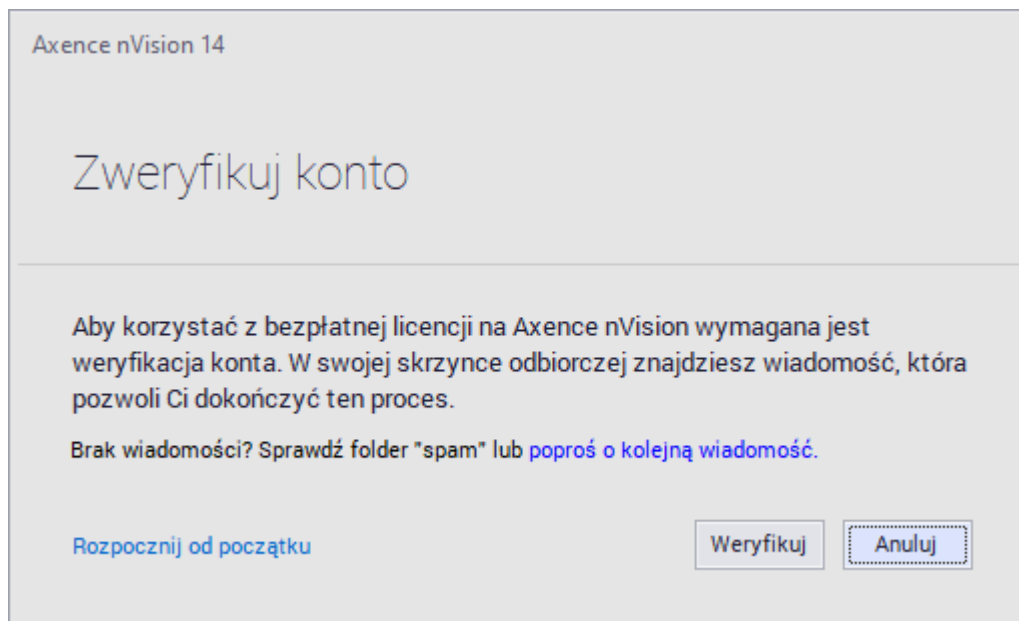 Axence nVision 14
Zweryfikuj konto
Aby korzystać z bezpłatnej licencji na Axence nVision wymagana jest
weryfikacja konta. W swojej skrzynce odbiorczej znajdziesz wiadomość, która
pozwoli Ci dokończyć ten proces.
Brak wiadomości? Sprawdź folder "spam" lub poproś o kolejną wiadomość.
Rozpocznij od początku
Weryfikuj
Anuluj